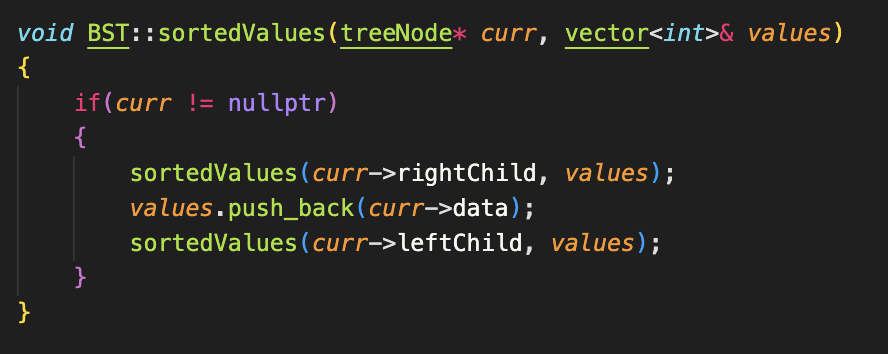 void BST::sortedValues(treeNode* curr, vector<int>& values)
{
    if(curr != nullptr)
    {
        sortedValues(curr->rightChild, values);
        values.push_back(curr->data);
        sortedValues(curr->leftChild, values);
    }
}